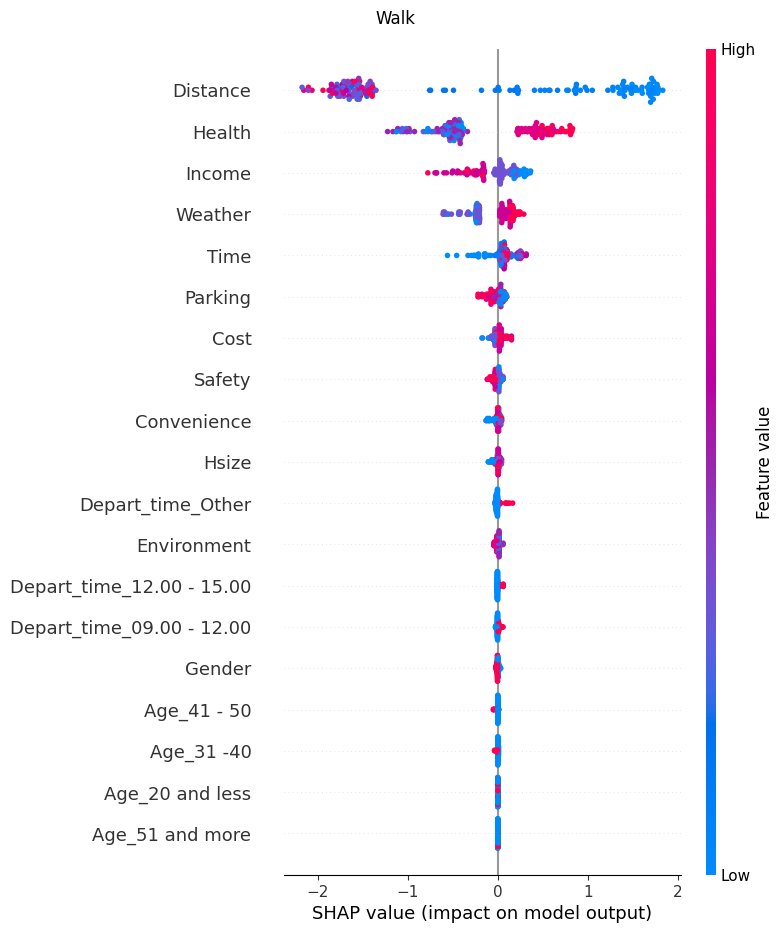 Walk
High
Distance
Health
Income
Weather
Time
Parking
Cost
Safety
Convenience
Hsize
Depart_time_Other
Environment
Depart_time_12.00 - 15.00
Depart_time_09.00 - 12.00
Gender
Age_41 - 50
Age_31 -40
Age_20 and less
Age_51 and more
Feature value
Low
−2 −1 0 1 2
SHAP value (impact on model output)